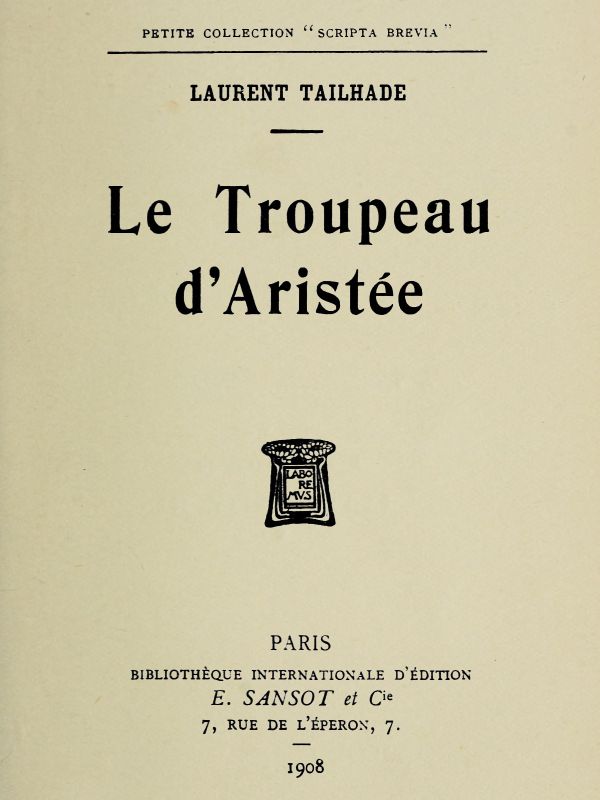 PETITE COLLECTION "SCRIPTA BREVIA"
LAURENT TAILHADE
Le Troupeau
d'Aristée
LABO
RE
MVS
PARIS
BIBLIOTHÈQUE INTERNATIONALE D'ÉDITION
E. SANSOT et Cie
7, RUE DE L'ÉPERON, 7.
1908